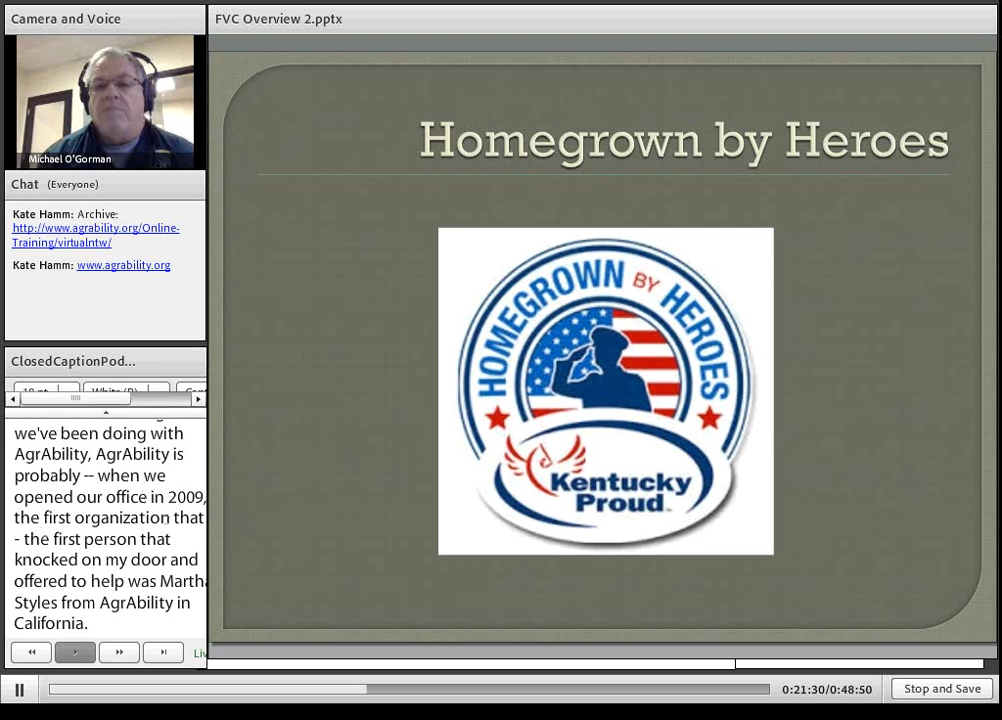 Camera and Voice
FVC Overview 2.pptx
Michael O'Gorman
Chat (Everyone)
Kate Hamm: Archive:
http://www.agrability.org/Online-
Training/virtualntw/
Kate Hamm: www.agrability.org
ClosedCaptionPod...
we've been doing with
AgrAbility, AgrAbility is
probably -- when we
opened our office in 2009,
the first organization that
- the first person that
knocked on my door and
offered to help was Martha
Styles from AgrAbility in
California.
Homegrown by Heroes
HOMEGROWN BY HEROES
Kentucky
Proud
0:21:30/0:48:50
Stop and Save